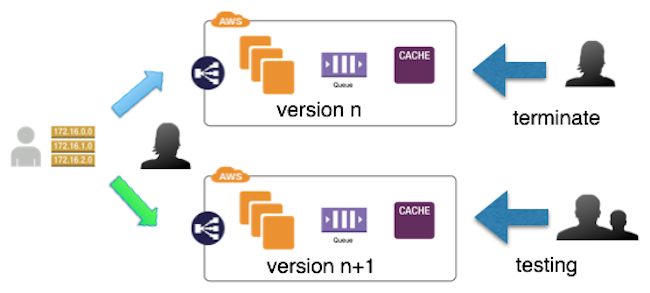 AWS
CACHE
Queue
version n
terminate
172.16.0.0
172.16.1.0
172.16.2.0
AWS
CACHE
Queue
version n+1
testing